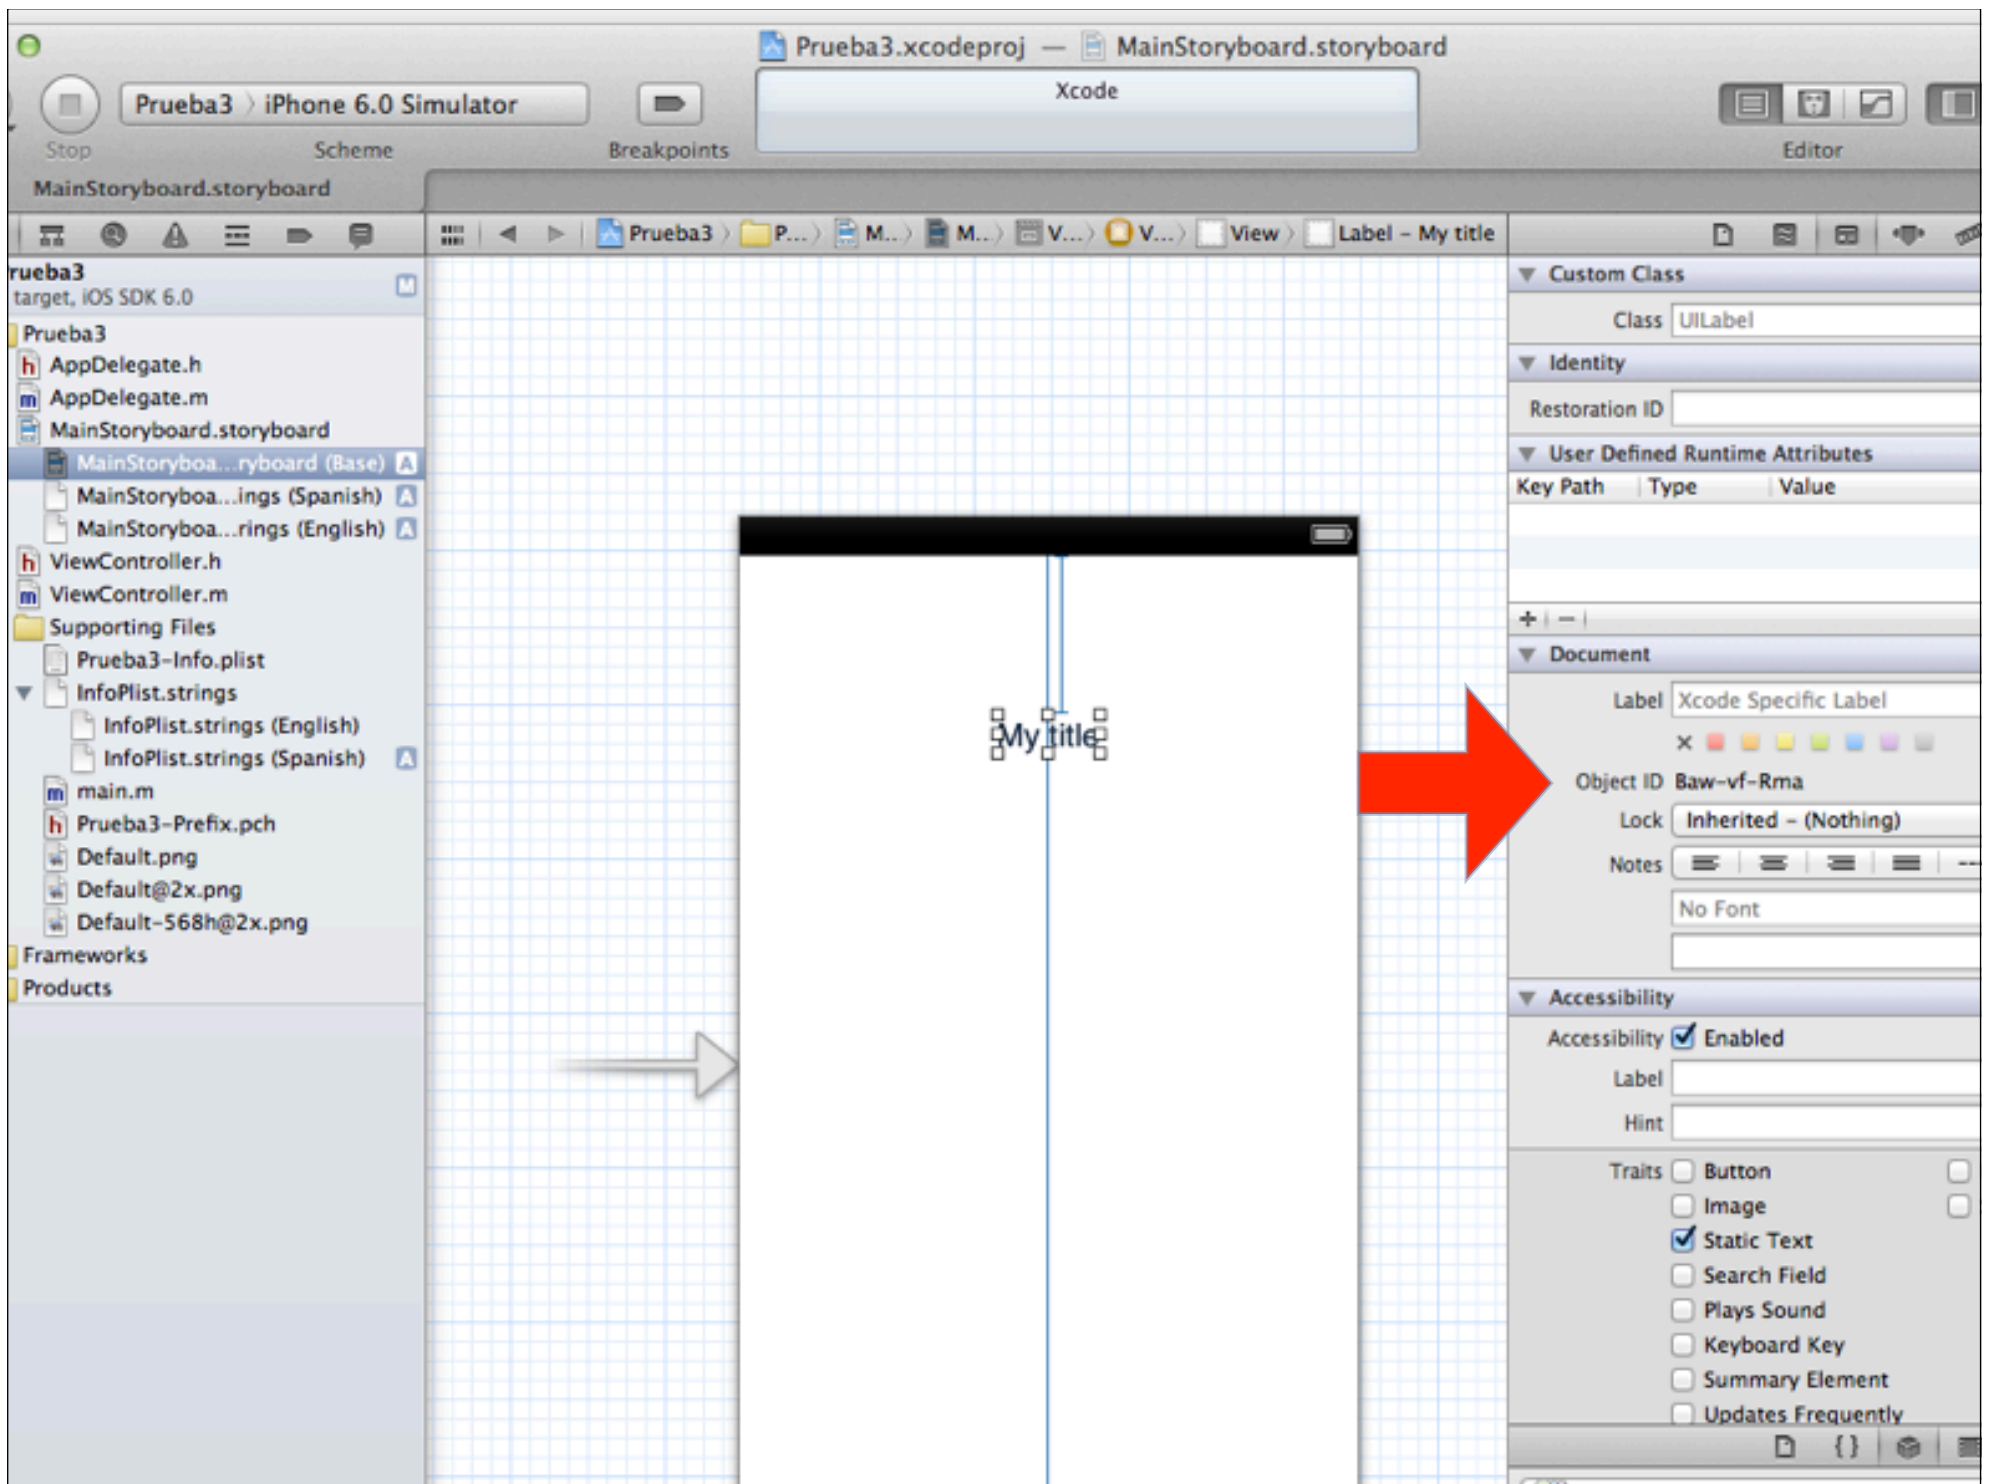 Prueba3.xcodeproj — MainStoryboard.storyboard
Prueba3 iPhone 6.0 Simulator
Xcode
Stop
Scheme
Breakpoints
Editor
MainStoryboard.storyboard
Prueba3 P... M... M... V... V... View Label – My title
rueba3
target, iOS SDK 6.0
M
Prueba3
h AppDelegate.h
m AppDelegate.m
MainStoryboard.storyboard
MainStoryboa...ryboard (Base) A
MainStoryboa...ings (Spanish) A
MainStoryboa...rings (English) A
h ViewController.h
m ViewController.m
Supporting Files
Prueba3-Info.plist
InfoPlist.strings
InfoPlist.strings (English)
InfoPlist.strings (Spanish) A
m main.m
h Prueba3-Prefix.pch
Default.png
Default@2x.png
Default-568h@2x.png
Frameworks
Products
My title
Custom Class
Class UILabel
Identity
Restoration ID
User Defined Runtime Attributes
Key Path Type Value
+ −
Document
Label Xcode Specific Label
Object ID Baw-vf-Rma
Lock Inherited - (Nothing)
Notes
No Font
Accessibility
Accessibility Enabled
Label
Hint
Traits Button
Image
Static Text
Search Field
Plays Sound
Keyboard Key
Summary Element
Updates Frequently
{}